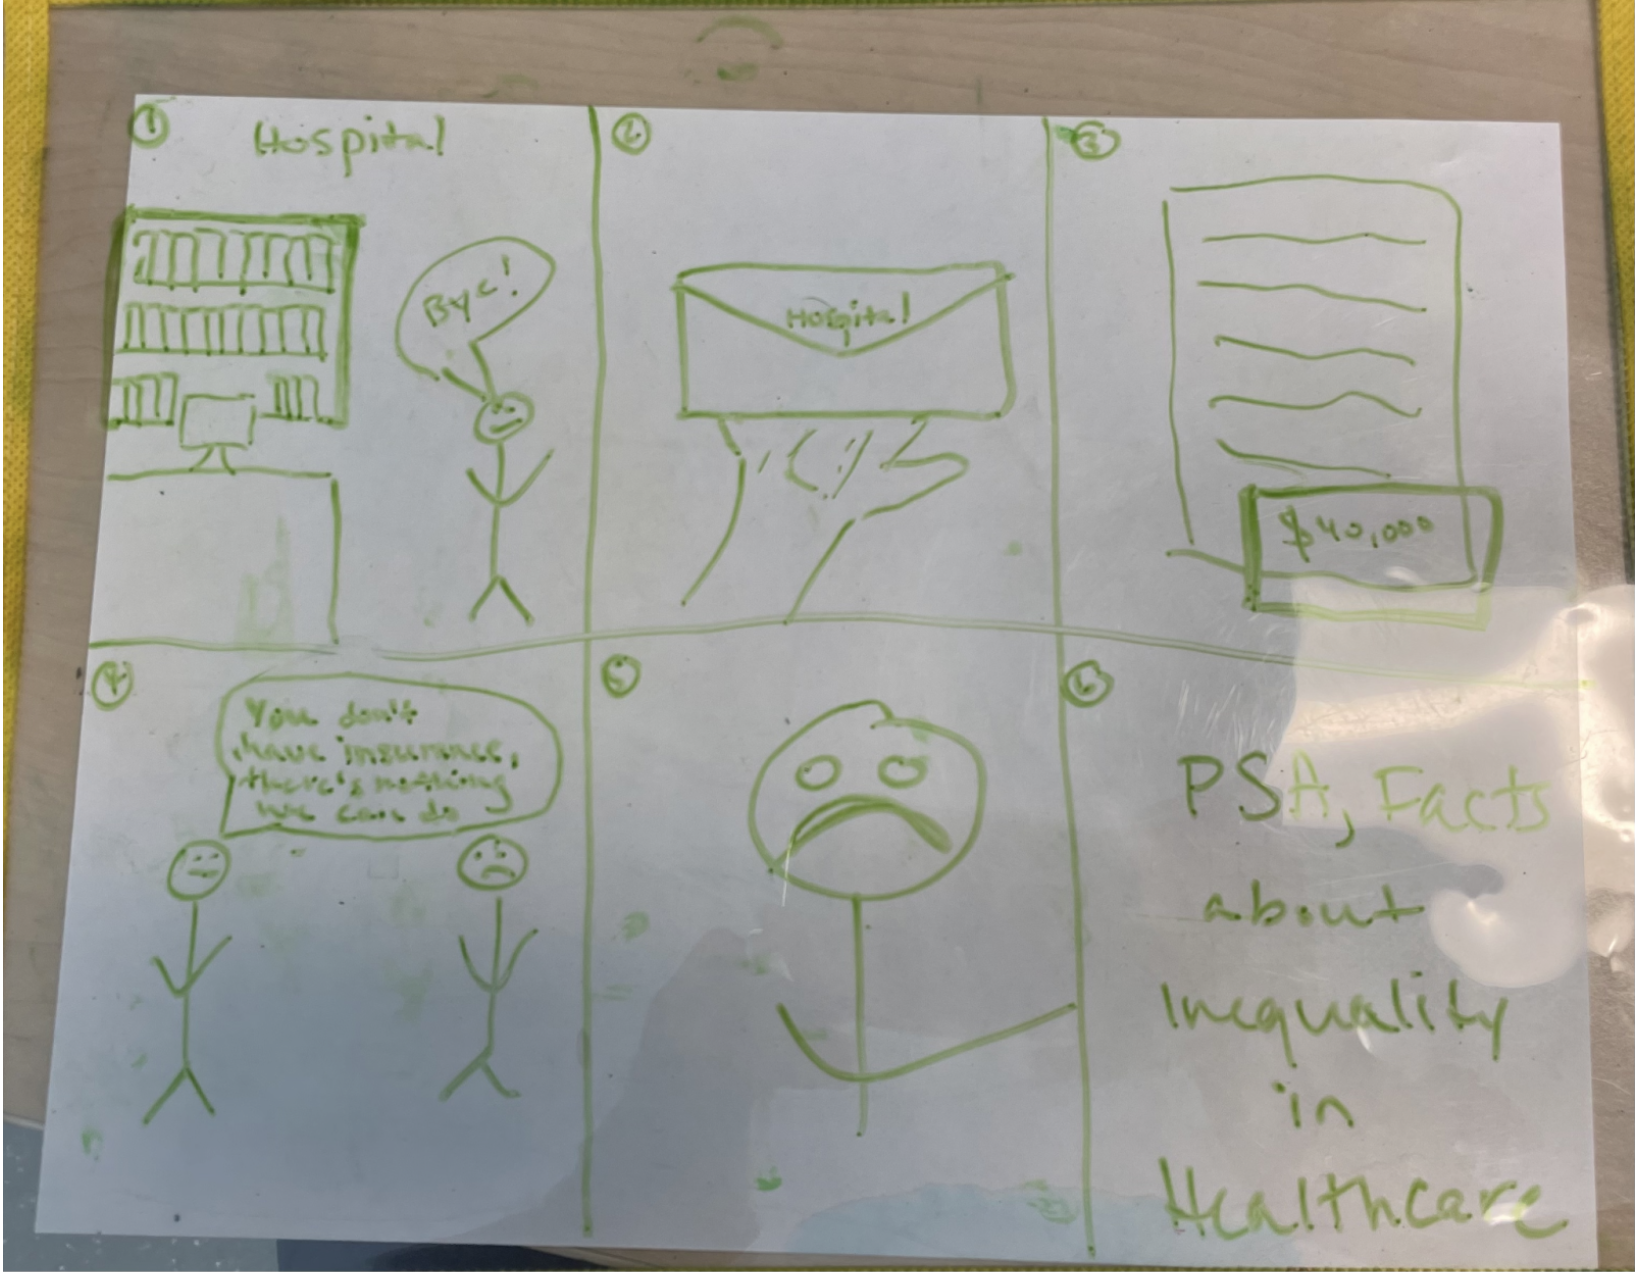 ① Hospital
Bye!
②
Hospital
③
$40,000
④
You don't
have insurance,
there's nothing
we can do
⑤
⑥
PSA, Facts
about
Inequality
in
Healthcare